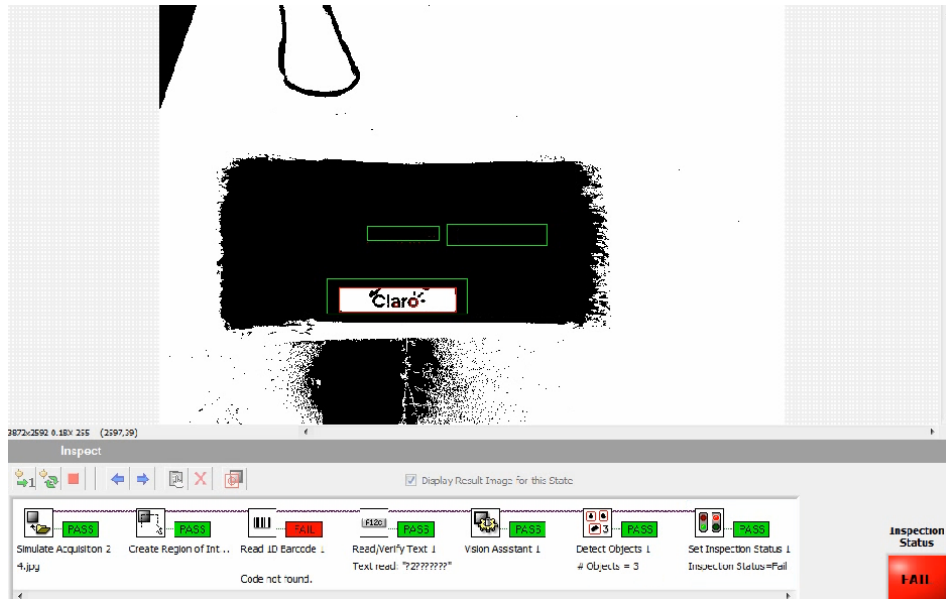 Claro
3872x2592 0.18X 255 (2597,39)
Inspect
Display Result Image for this State
PASS PASS FAIL PASS PASS PASS PASS
Simulate Acquisition 2 Create Region of Int... Read 1D Barcode 1 Read/Verify Text 1 Vision Assistant 1 Detect Objects 1 Set Inspection Status 1
4.jpg Code not found. Text read: "?2???????" # Objects = 3 Inspection Status=Fail
Inspection
Status
FAIL